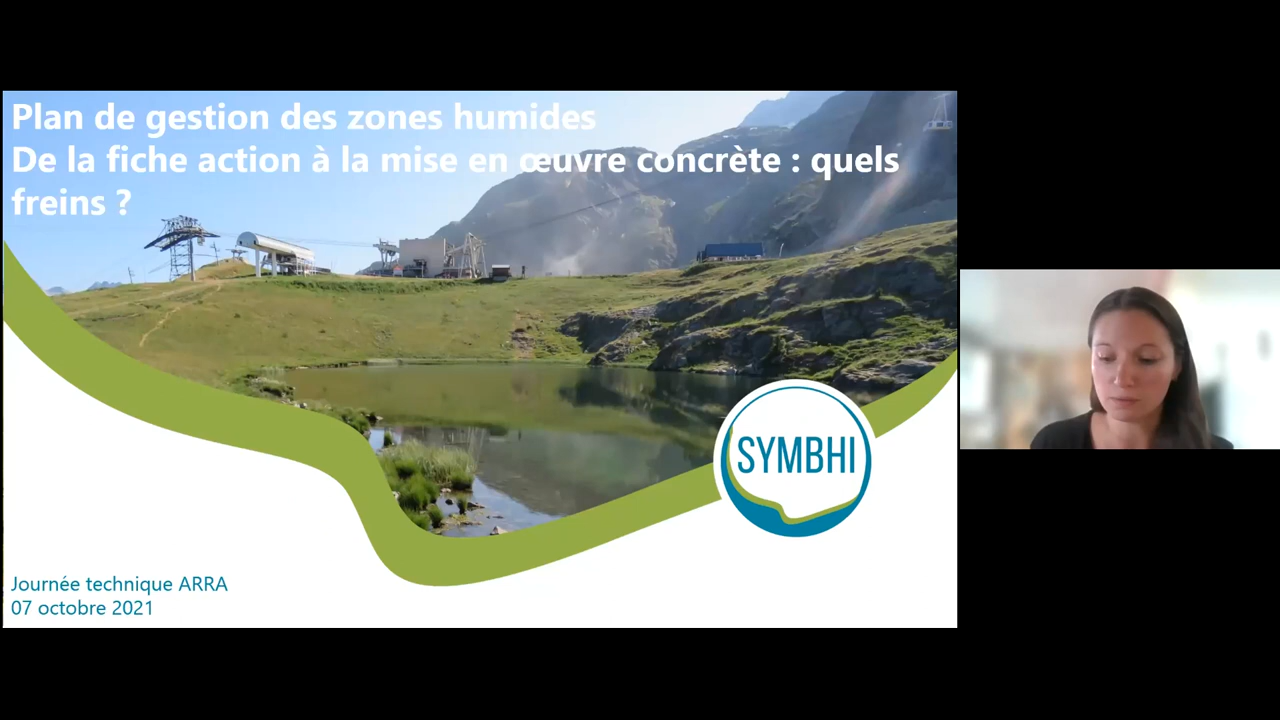 Plan de gestion des zones humides
De la fiche action à la mise en œuvre concrète : quels
freins ?
SYMBHI
Journée technique ARRA
07 octobre 2021